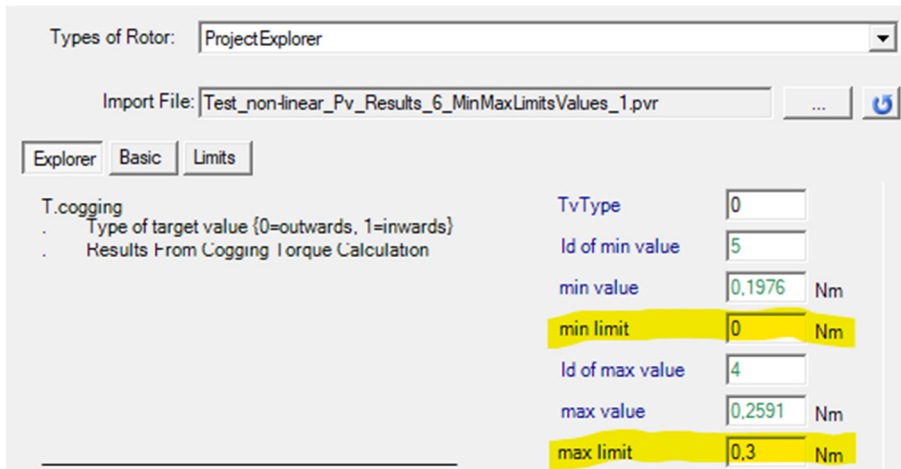 Types of Rotor: ProjectExplorer
Import File: Test_non-linear_Pv_Results_6_MinMaxLimitsValues_1.pvr ...
Explorer Basic Limits
T.cogging
. Type of target value {0=outwards, 1=inwards}
. Results From Cogging Torque Calculation
TvType 0
Id of min value 5
min value 0,1976 Nm
min limit 0 Nm
Id of max value 4
max value 0,2591 Nm
max limit 0,3 Nm